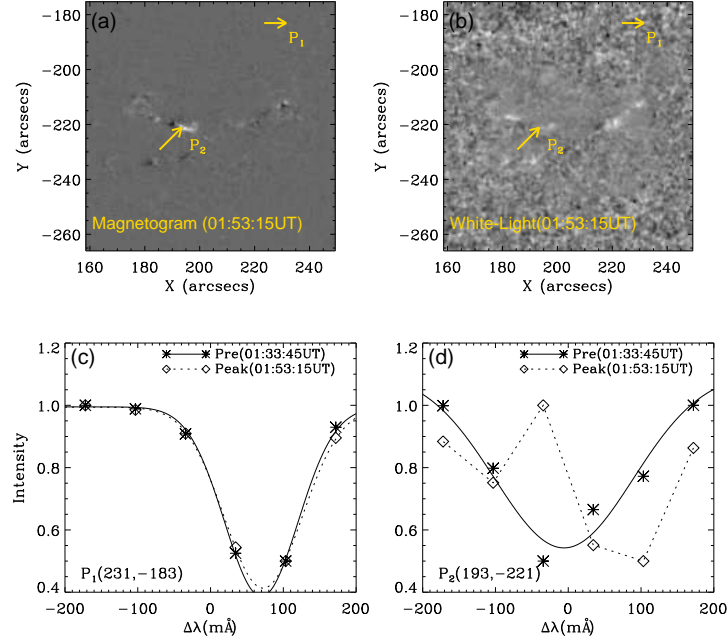 (a)
P₁
P₂
Magnetogram (01:53:15UT)
Y (arcsecs)
−180
−200
−220
−240
−260
160 180 200 220 240
X (arcsecs)
(b)
P₁
P₂
White-Light(01:53:15UT)
Y (arcsecs)
−180
−200
−220
−240
−260
160 180 200 220 240
X (arcsecs)
(c)
Pre(01:33:45UT)
Peak(01:53:15UT)
P₁(231,−183)
Intensity
1.2
1.0
0.8
0.6
0.4
−200 −100 0 100 200
Δλ(mÅ)
(d)
Pre(01:33:45UT)
Peak(01:53:15UT)
P₂(193,−221)
1.2
1.0
0.8
0.6
0.4
−200 −100 0 100 200
Δλ(mÅ)